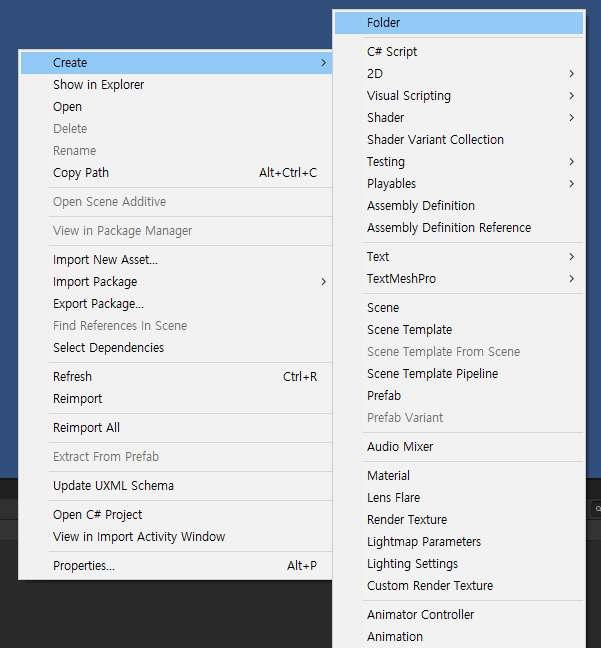 Create
Show in Explorer
Open
Delete
Rename
Copy Path Alt+Ctrl+C
Open Scene Additive
View in Package Manager
Import New Asset...
Import Package
Export Package...
Find References In Scene
Select Dependencies
Refresh Ctrl+R
Reimport
Reimport All
Extract From Prefab
Update UXML Schema
Open C# Project
View in Import Activity Window
Properties... Alt+P
Folder
C# Script
2D
Visual Scripting
Shader
Shader Variant Collection
Testing
Playables
Assembly Definition
Assembly Definition Reference
Text
TextMeshPro
Scene
Scene Template
Scene Template From Scene
Scene Template Pipeline
Prefab
Prefab Variant
Audio Mixer
Material
Lens Flare
Render Texture
Lightmap Parameters
Lighting Settings
Custom Render Texture
Animator Controller
Animation